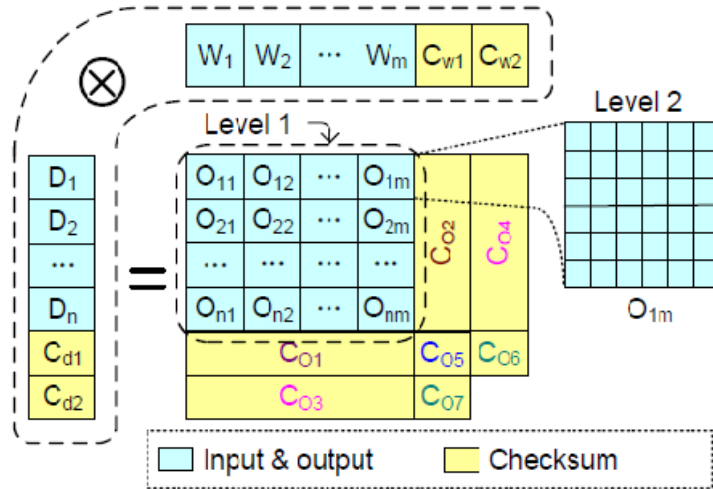 W1 W2 ... Wm Cw1 Cw2
⊗
Level 1
Level 2
D1
D2
...
Dn
Cd1
Cd2
=
O11 O12 ... O1m
O21 O22 ... O2m
... ... ... ...
On1 On2 ... Onm
CO2
CO4
O1m
CO1 CO5 CO6
CO3 CO7
Input & output Checksum